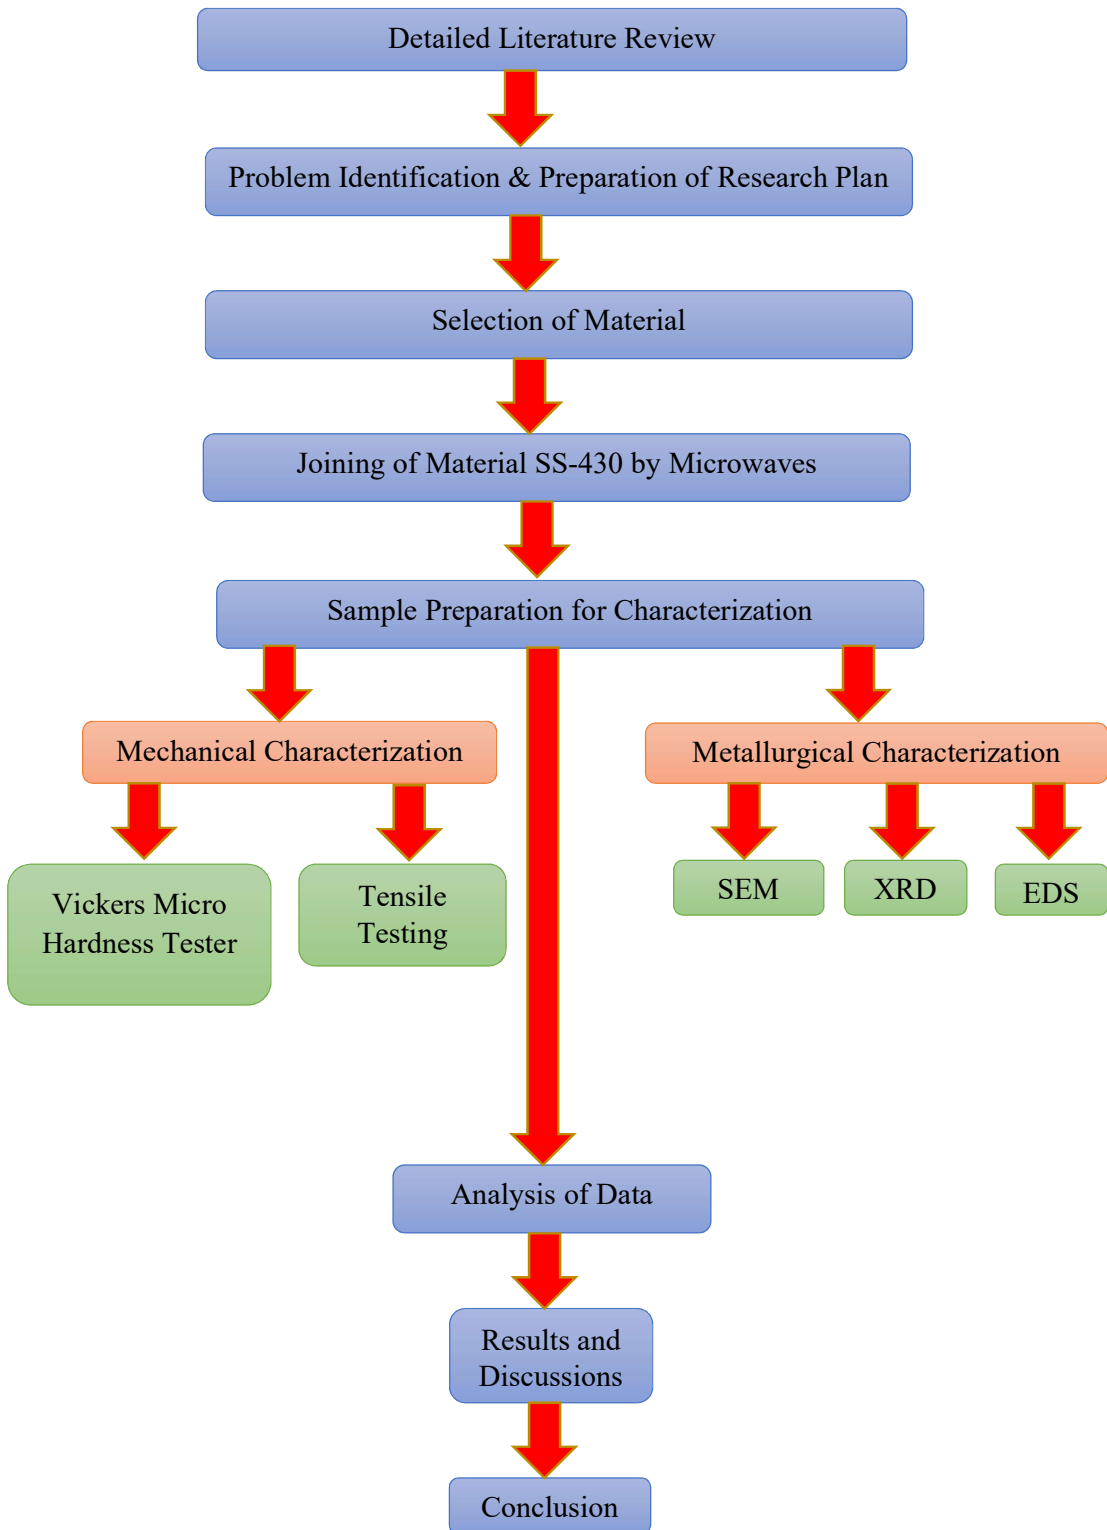 Detailed Literature Review
Problem Identification & Preparation of Research Plan
Selection of Material
Joining of Material SS-430 by Microwaves
Sample Preparation for Characterization
Mechanical Characterization
Metallurgical Characterization
Vickers Micro
Hardness Tester
Tensile
Testing
SEM
XRD
EDS
Analysis of Data
Results and
Discussions
Conclusion